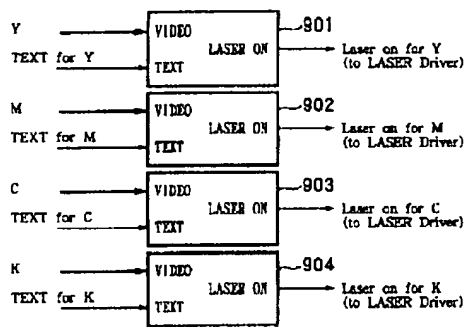 Y VIDEO 901
LASER ON Laser on for Y
TEXT for Y TEXT (to LASER Driver)
M VIDEO 902
LASER ON Laser on for M
TEXT for M TEXT (to LASER Driver)
C VIDEO 903
LASER ON Laser on for C
TEXT for C TEXT (to LASER Driver)
K VIDEO 904
LASER ON Laser on for K
TEXT for K TEXT (to LASER Driver)